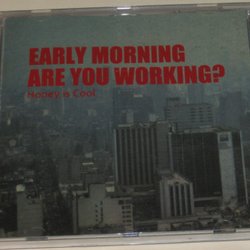 EARLY MORNING
ARE YOU WORKING?
Honey is Cool